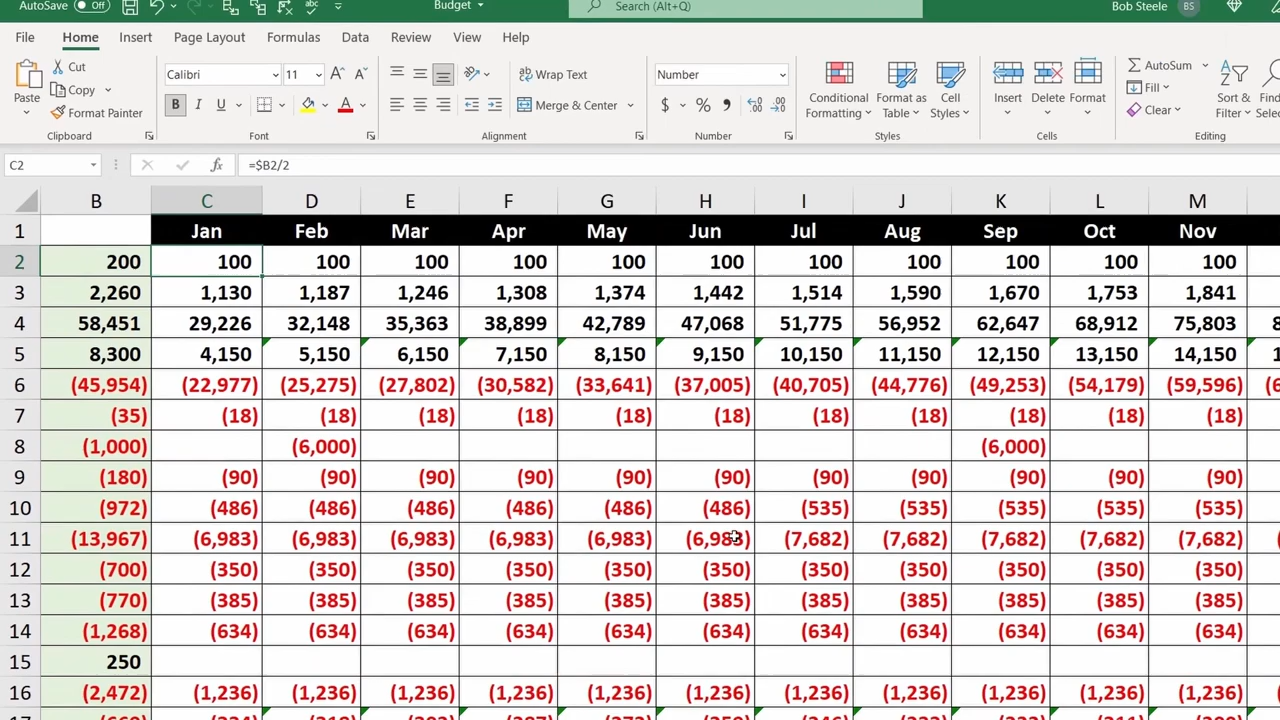 AutoSave Off Budget Search (Alt+Q) Bob Steele BS
File Home Insert Page Layout Formulas Data Review View Help
Paste Cut Copy Format Painter Clipboard
Calibri 11 B I U A Font
Wrap Text Merge & Center Alignment
Number $ % Number
Conditional Formatting Format as Table Cell Styles Styles
Insert Delete Format Cells
AutoSum Fill Clear Sort & Filter Editing
C2 fx =$B2/2
B C D E F G H I J K L M
1 Jan Feb Mar Apr May Jun Jul Aug Sep Oct Nov
2 200 100 100 100 100 100 100 100 100 100 100 100
3 2,260 1,130 1,187 1,246 1,308 1,374 1,442 1,514 1,590 1,670 1,753 1,841
4 58,451 29,226 32,148 35,363 38,899 42,789 47,068 51,775 56,952 62,647 68,912 75,803
5 8,300 4,150 5,150 6,150 7,150 8,150 9,150 10,150 11,150 12,150 13,150 14,150
6 (45,954) (22,977) (25,275) (27,802) (30,582) (33,641) (37,005) (40,705) (44,776) (49,253) (54,179) (59,596)
7 (35) (18) (18) (18) (18) (18) (18) (18) (18) (18) (18) (18)
8 (1,000) (6,000) (6,000)
9 (180) (90) (90) (90) (90) (90) (90) (90) (90) (90) (90) (90)
10 (972) (486) (486) (486) (486) (486) (486) (535) (535) (535) (535) (535)
11 (13,967) (6,983) (6,983) (6,983) (6,983) (6,983) (6,983) (7,682) (7,682) (7,682) (7,682) (7,682)
12 (700) (350) (350) (350) (350) (350) (350) (350) (350) (350) (350) (350)
13 (770) (385) (385) (385) (385) (385) (385) (385) (385) (385) (385) (385)
14 (1,268) (634) (634) (634) (634) (634) (634) (634) (634) (634) (634) (634)
15 250
16 (2,472) (1,236) (1,236) (1,236) (1,236) (1,236) (1,236) (1,236) (1,236) (1,236) (1,236) (1,236)